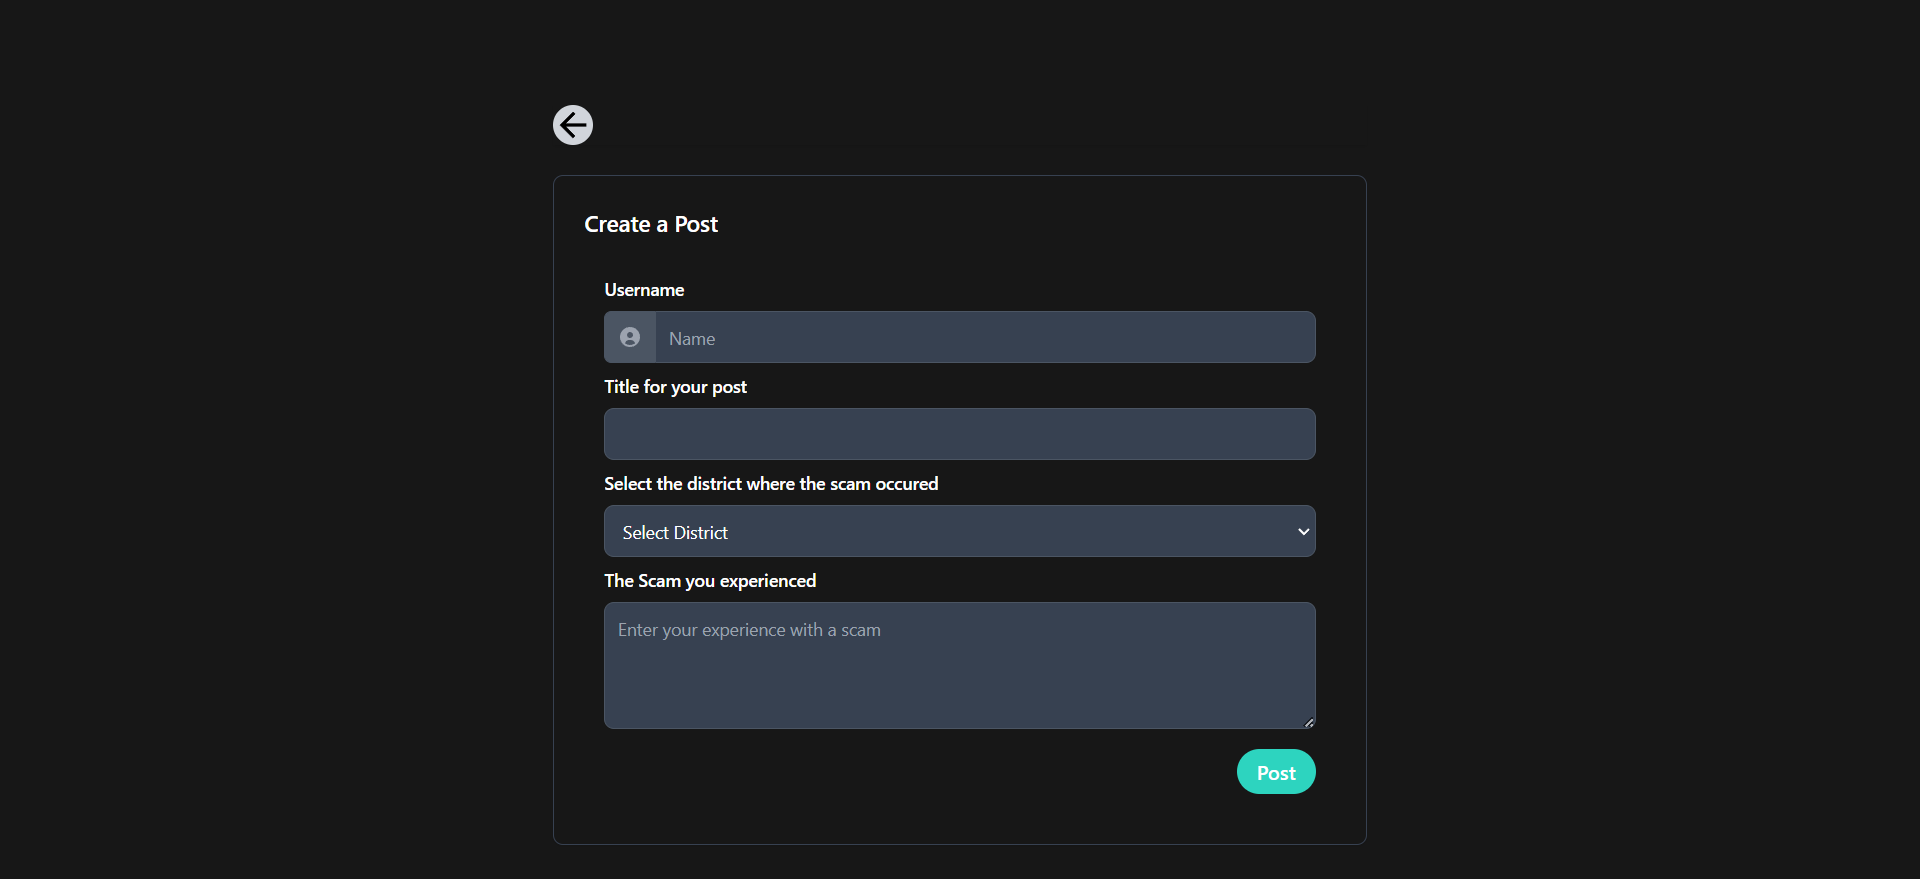 Create a Post
Username
Name
Title for your post
Select the district where the scam occured
Select District
The Scam you experienced
Enter your experience with a scam
Post